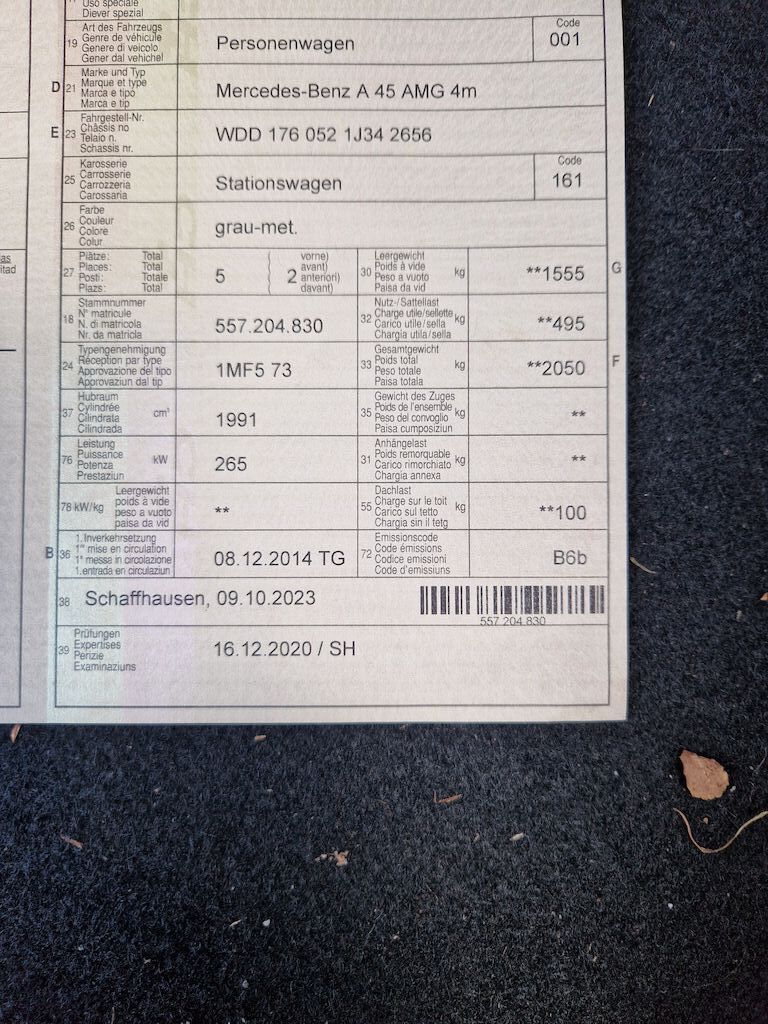 Uso speciale
Diever spezial
19 Art des Fahrzeugs
Genre de véhicule
Genere di veicolo
Gener dal vehichel
Personenwagen
Code
001
D 21 Marke und Typ
Marque et type
Marca e tipo
Marca e tip
Mercedes-Benz A 45 AMG 4m
E 23 Fahrgestell-Nr.
Châssis no
Telaio n.
Schassis nr.
WDD 176 052 1J34 2656
25 Karosserie
Carrosserie
Carrozzeria
Carossaria
Stationswagen
Code
161
26 Farbe
Couleur
Colore
Colur
grau-met.
27 Plätze: Total
Places: Total
Posti: Totale
Plazs: Total
5
( vorne)
( avant)
( anteriori)
( davant)
2
30 Leergewicht
Poids à vide
Peso a vuoto
Paisa da vid
kg
**1555
G
18 Stammnummer
N° matricule
N. di matricola
Nr. da matricla
557.204.830
32 Nutz-/Sattellast
Charge utile/sellette
Carico utile/sella
Chargia utila/sella
kg
**495
24 Typengenehmigung
Réception par type
Approvazione del tipo
Approvaziun dal tip
1MF5 73
33 Gesamtgewicht
Poids total
Peso totale
Paisa totala
kg
**2050
F
37 Hubraum
Cylindrée
Cilindrata
Cilindrada
cm³
1991
35 Gewicht des Zuges
Poids de l'ensemble
Peso del convoglio
Paisa cumposiziun
kg
**
76 Leistung
Puissance
Potenza
Prestaziun
kW
265
31 Anhängelast
Poids remorquable
Carico rimorchiato
Chargia annexa
kg
**
78 kW/kg
Leergewicht
poids à vide
peso a vuoto
paisa da vid
**
55 Dachlast
Charge sur le toit
Carico sul tetto
Chargia sin il tetg
kg
**100
B 36 1.Inverkehrsetzung
1re mise en circulation
1a messa in circolazione
1.entrada en circulaziun
08.12.2014 TG
72 Emissionscode
Code émissions
Codice emissioni
Code d'emissiuns
B6b
38 Schaffhausen, 09.10.2023
557 204 830
39 Prüfungen
Expertises
Perizie
Examinaziuns
16.12.2020 / SH